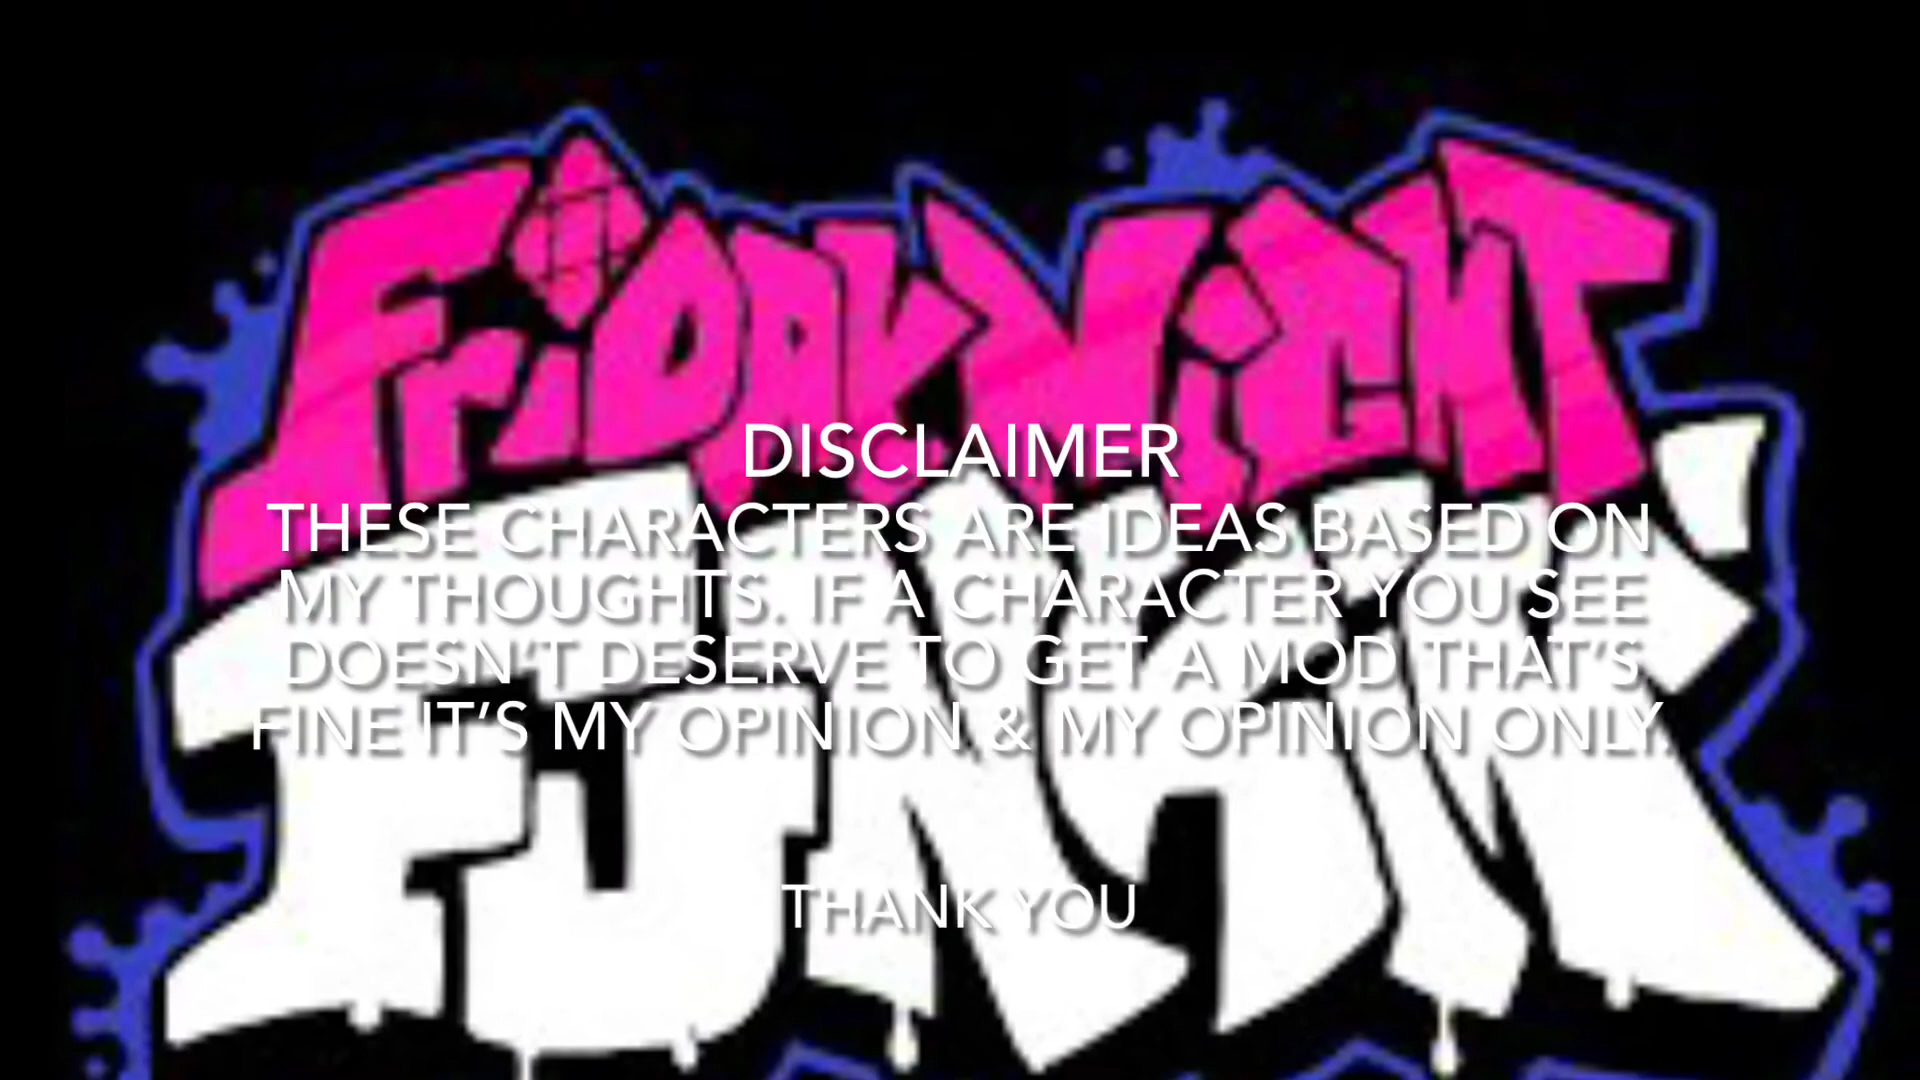 FRIDAY NIGHT
FUNKIN
DISCLAIMER
THESE CHARACTERS ARE IDEAS BASED ON
MY THOUGHTS. IF A CHARACTER YOU SEE
DOESN'T DESERVE TO GET A MOD THAT'S
FINE IT'S MY OPINION & MY OPINION ONLY.
THANK YOU